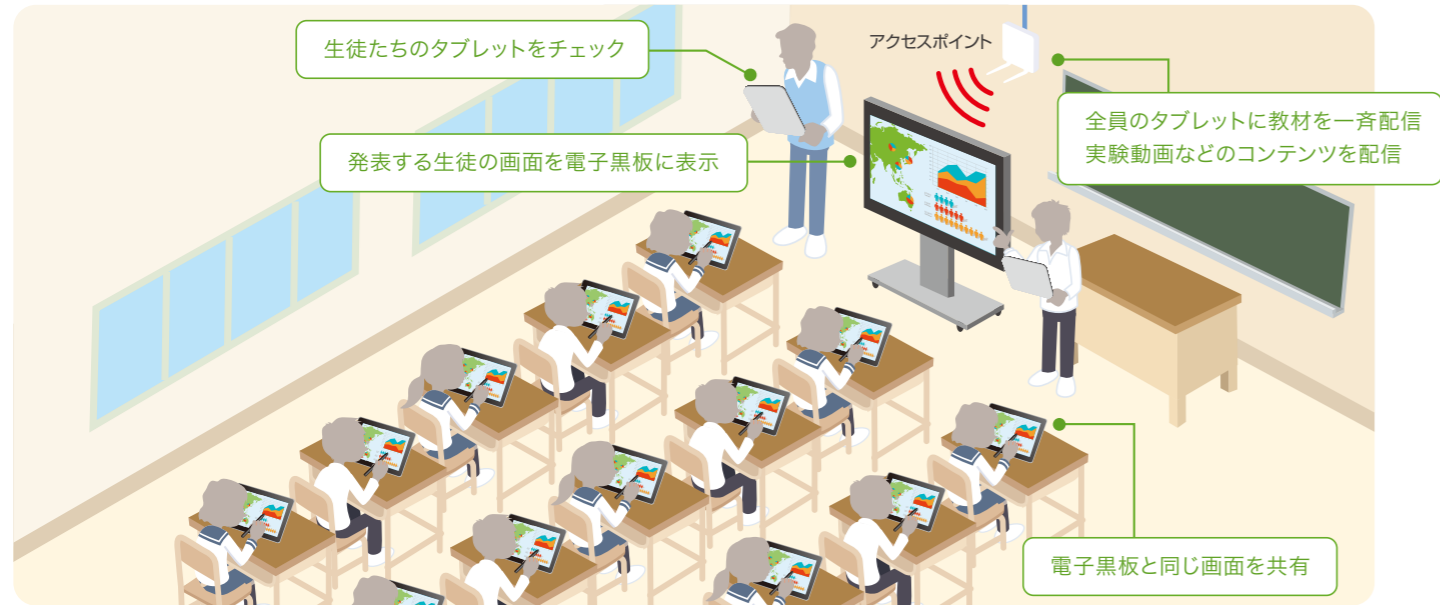 生徒たちのタブレットをチェック
アクセスポイント
全員のタブレットに教材を一斉配信
実験動画などのコンテンツを配信
発表する生徒の画面を電子黒板に表示
電子黒板と同じ画面を共有